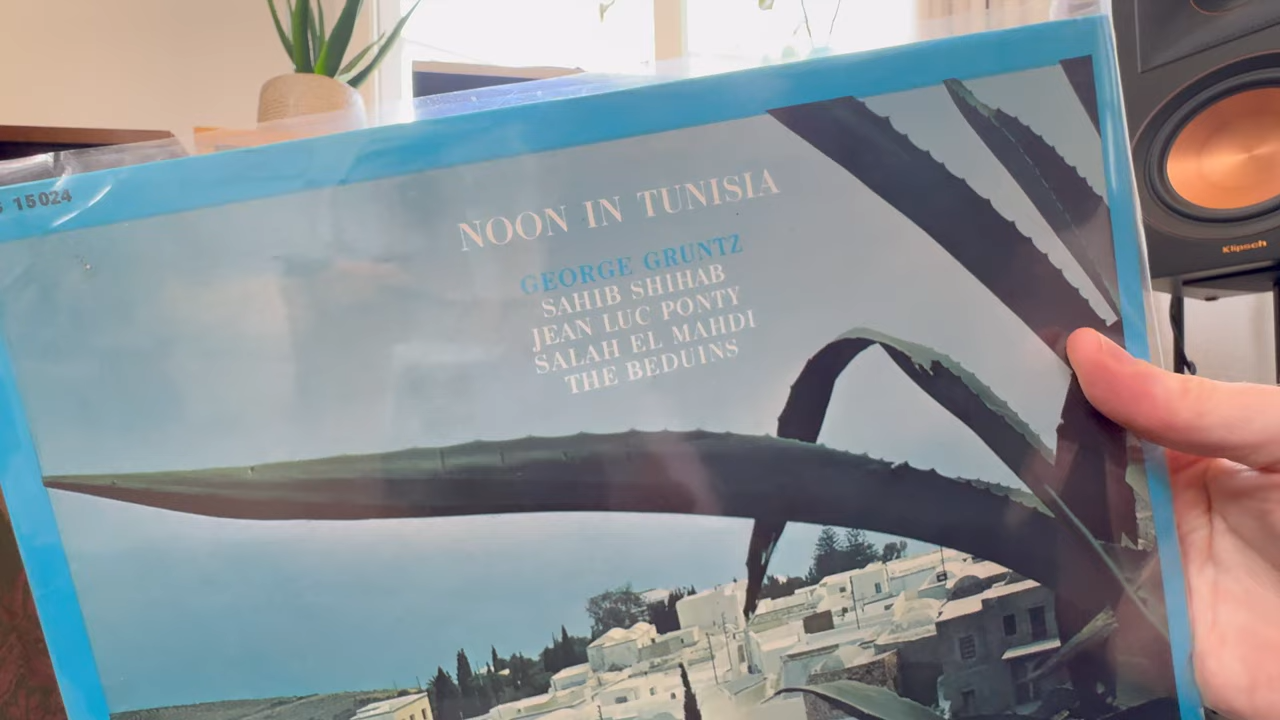 15024
NOON IN TUNISIA
GEORGE GRUNTZ
SAHIB SHIHAB
JEAN LUC PONTY
SALAH EL MAHDI
THE BEDUINS
Klipsch